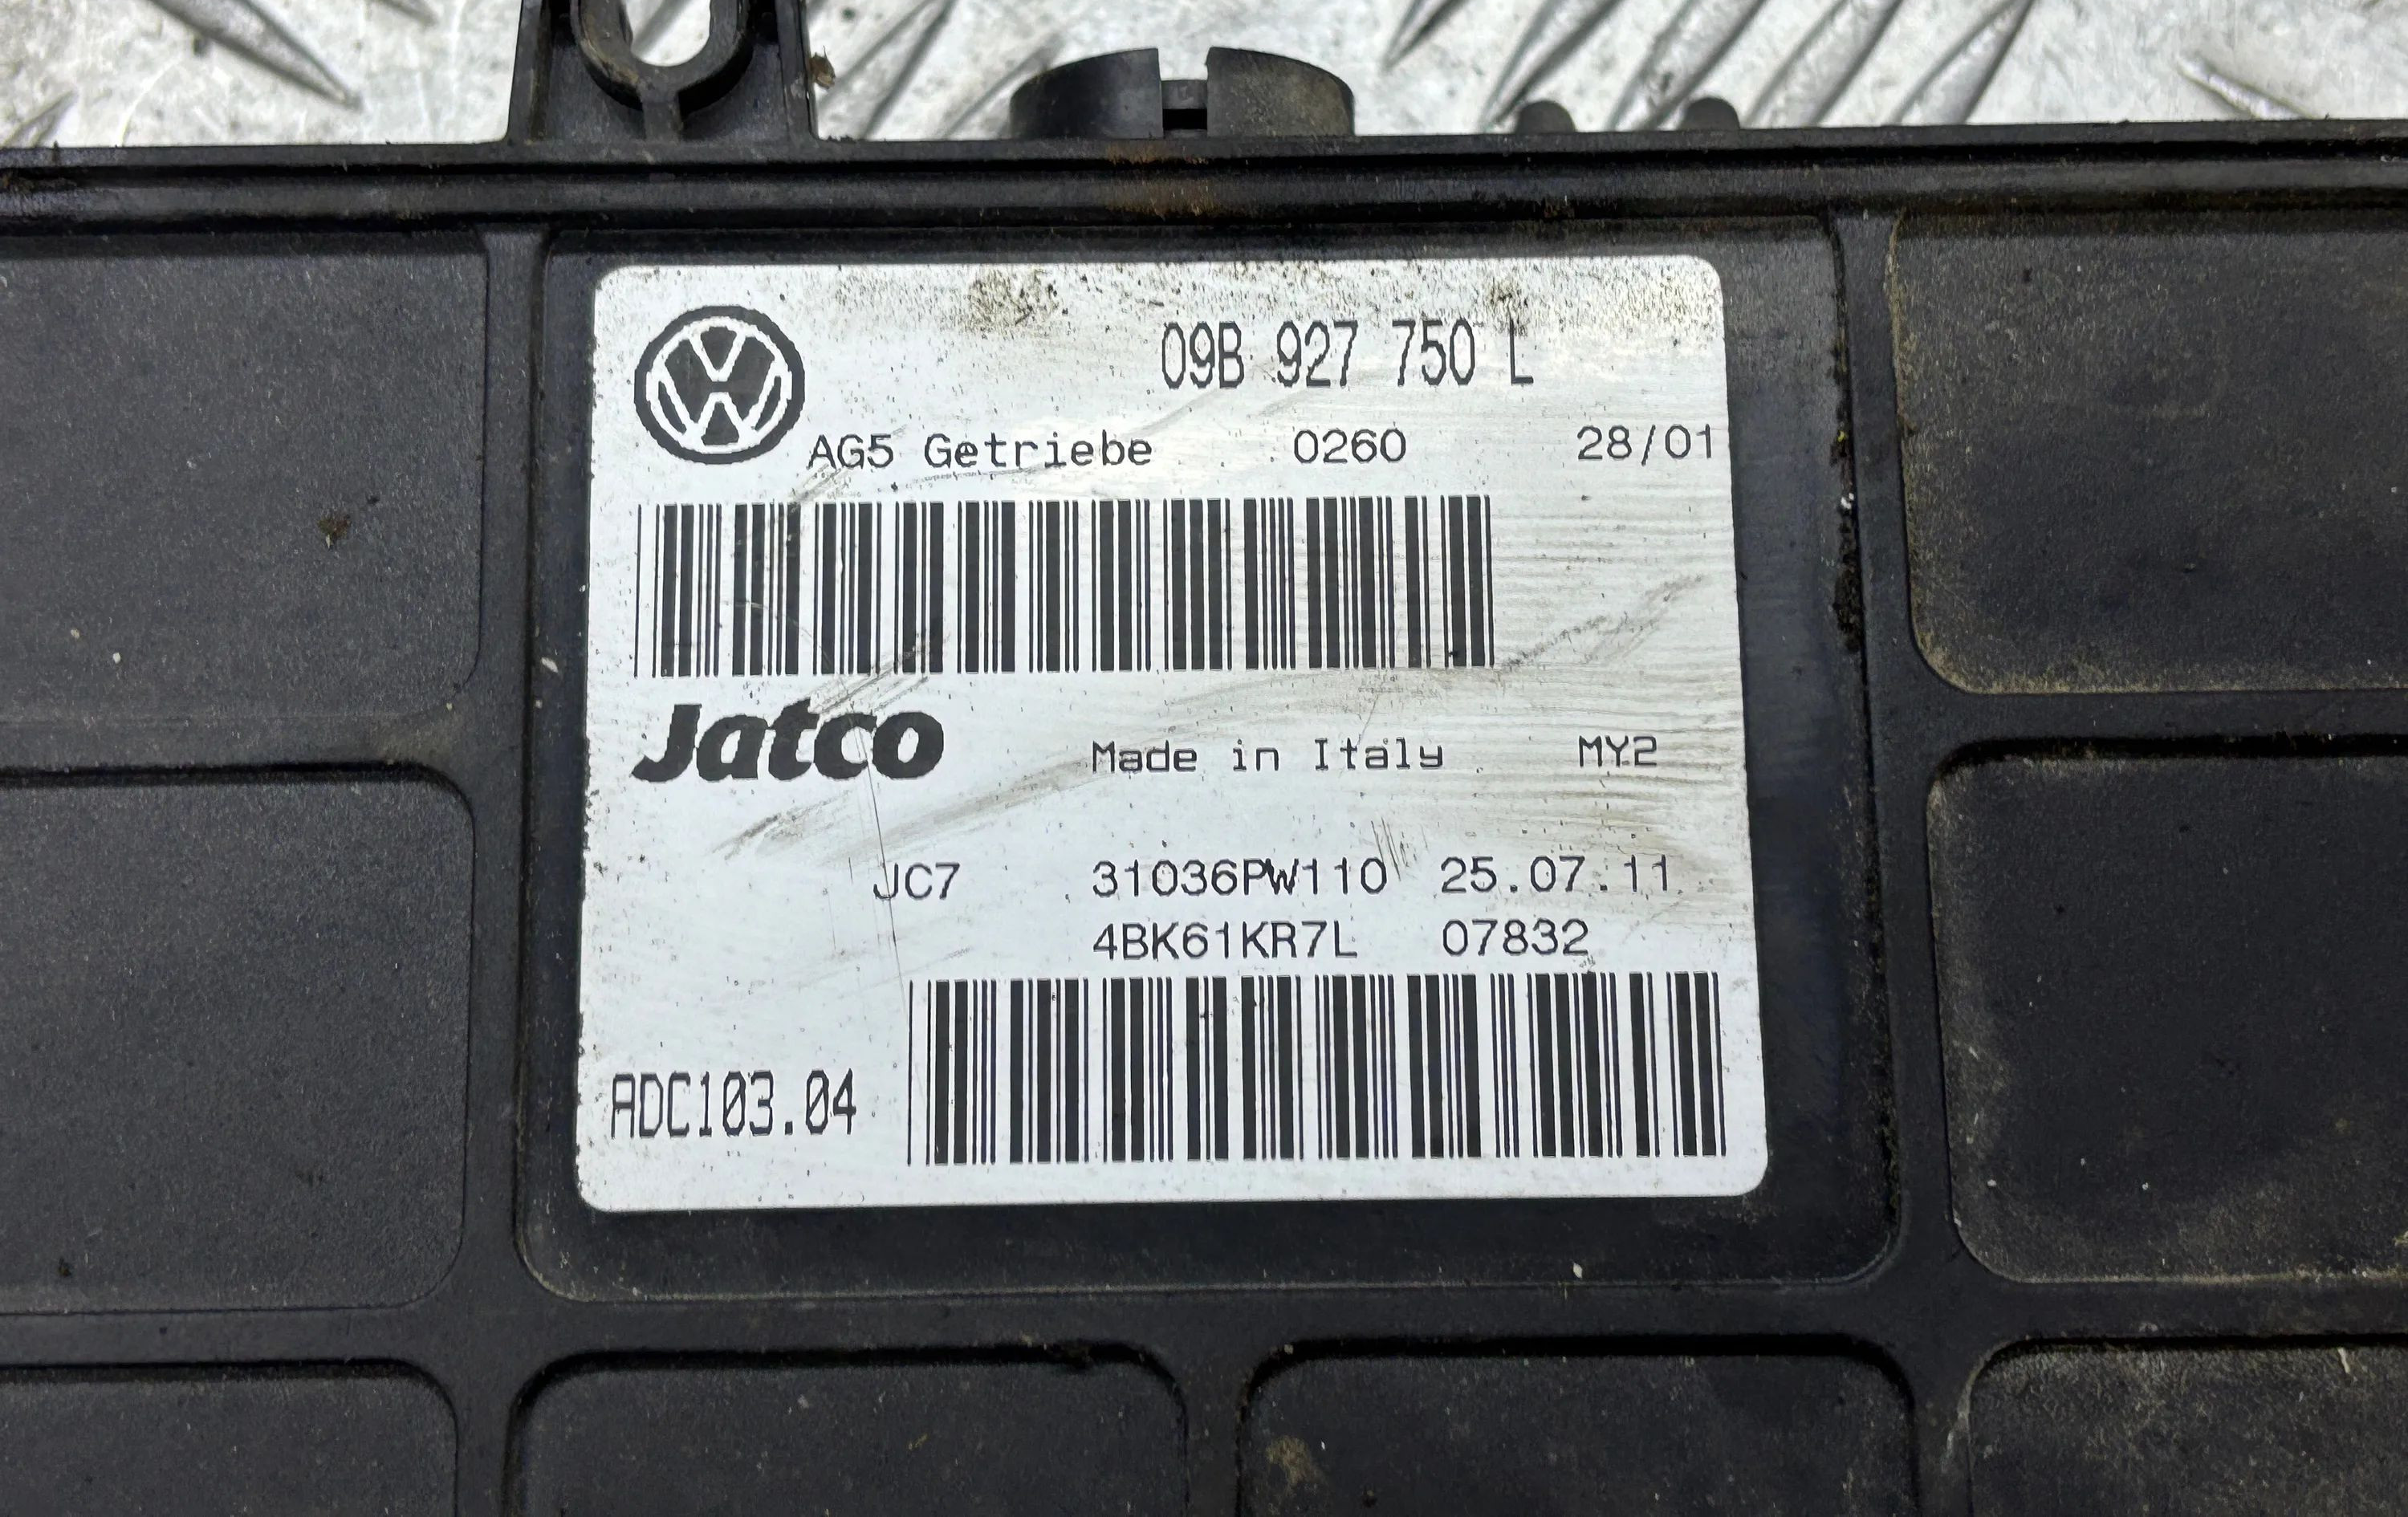 09B 927 750 L
AG5 Getriebe 0260 28/01
Jatco Made in Italy MY2
JC7 31036PW110 25.07.11
4BK61KR7L 07832
ADC103.04